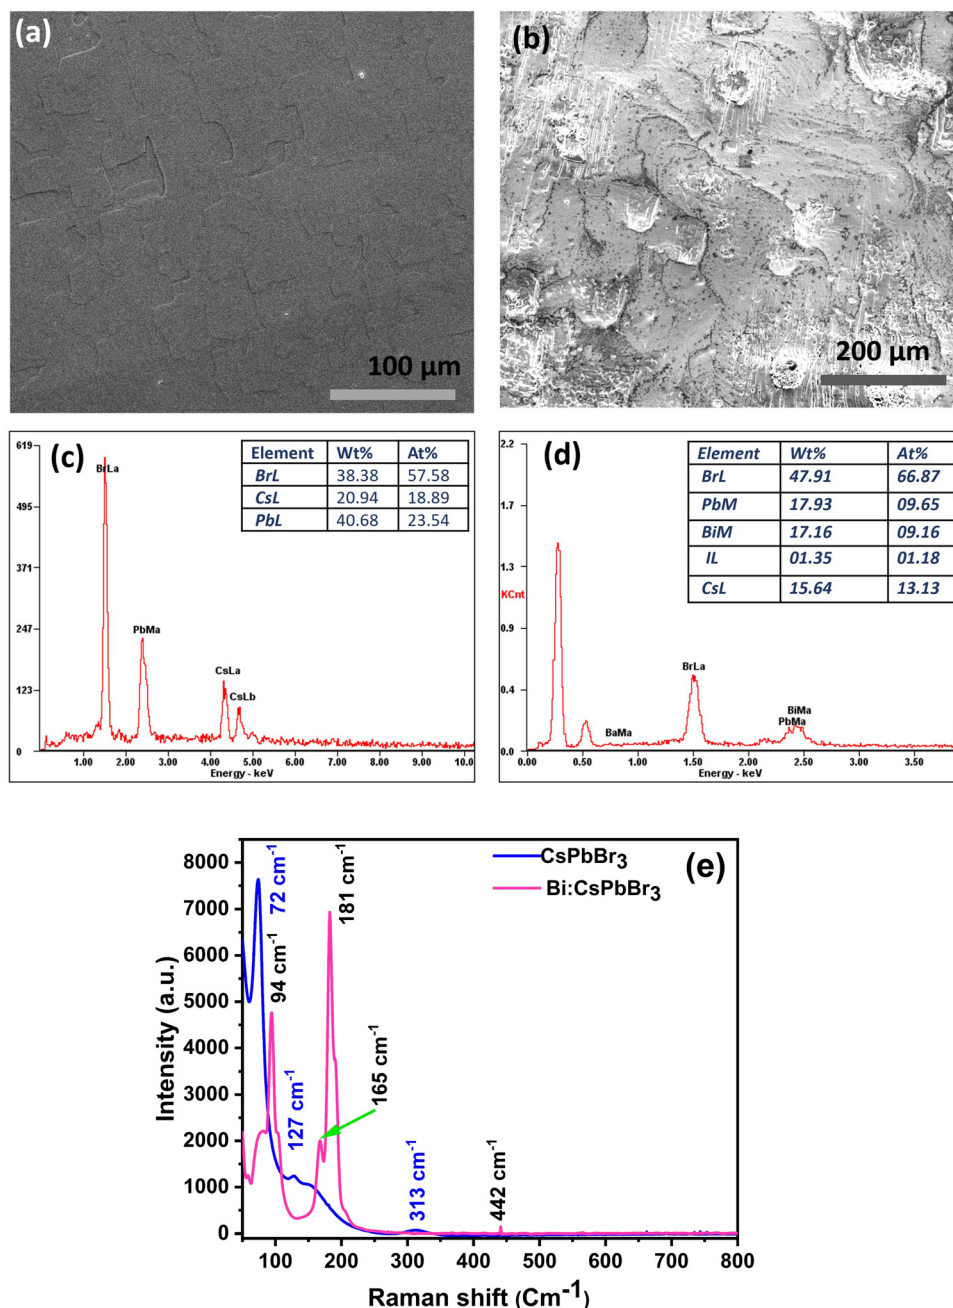 (a)
100 µm
(b)
200 µm
(c)
619
495
371
247
123
0
BrLa
PbMa
CsLa
CsLb
1.00 2.00 3.00 4.00 5.00 6.00 7.00 8.00 9.00 10.0
Energy - keV
Element Wt% At%
BrL 38.38 57.58
CsL 20.94 18.89
PbL 40.68 23.54
(d)
2.2
1.7
1.3
KCnt
0.9
0.4
0.0
BaMa
BrLa
BiMa
PbMa
0.00 0.50 1.00 1.50 2.00 2.50 3.00 3.50
Energy - keV
Element Wt% At%
BrL 47.91 66.87
PbM 17.93 09.65
BiM 17.16 09.16
IL 01.35 01.18
CsL 15.64 13.13
(e)
CsPbBr3
Bi:CsPbBr3
72 cm-1
94 cm-1
127 cm-1
181 cm-1
165 cm-1
313 cm-1
442 cm-1
8000
7000
6000
5000
4000
3000
2000
1000
0
Intensity (a.u.)
100 200 300 400 500 600 700 800
Raman shift (Cm-1)